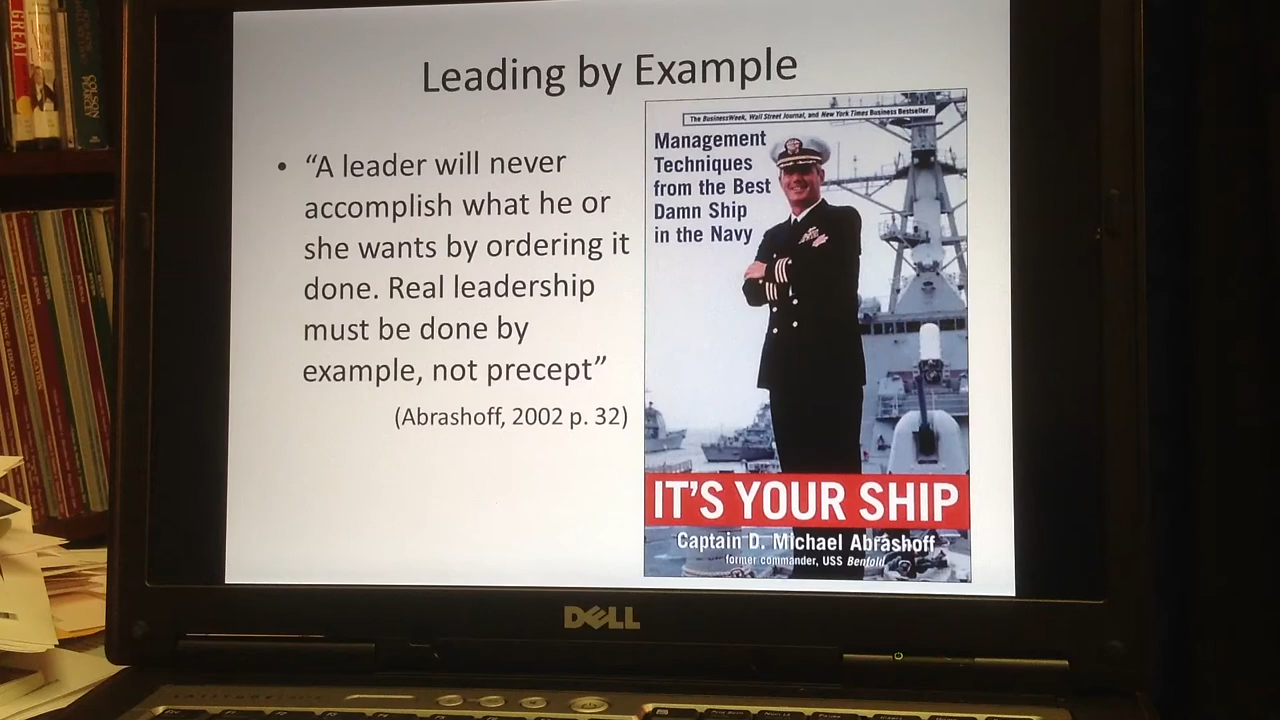 GREAT
COLSON
PEARCEY
Leading by Example
• “A leader will never
accomplish what he or
she wants by ordering it
done. Real leadership
must be done by
example, not precept”
(Abrashoff, 2002 p. 32)
The BusinessWeek, Wall Street Journal, and New York Times Business Bestseller
Management
Techniques
from the Best
Damn Ship
in the Navy
IT'S YOUR SHIP
Captain D. Michael Abrashoff
former commander, USS Benfold
DELL